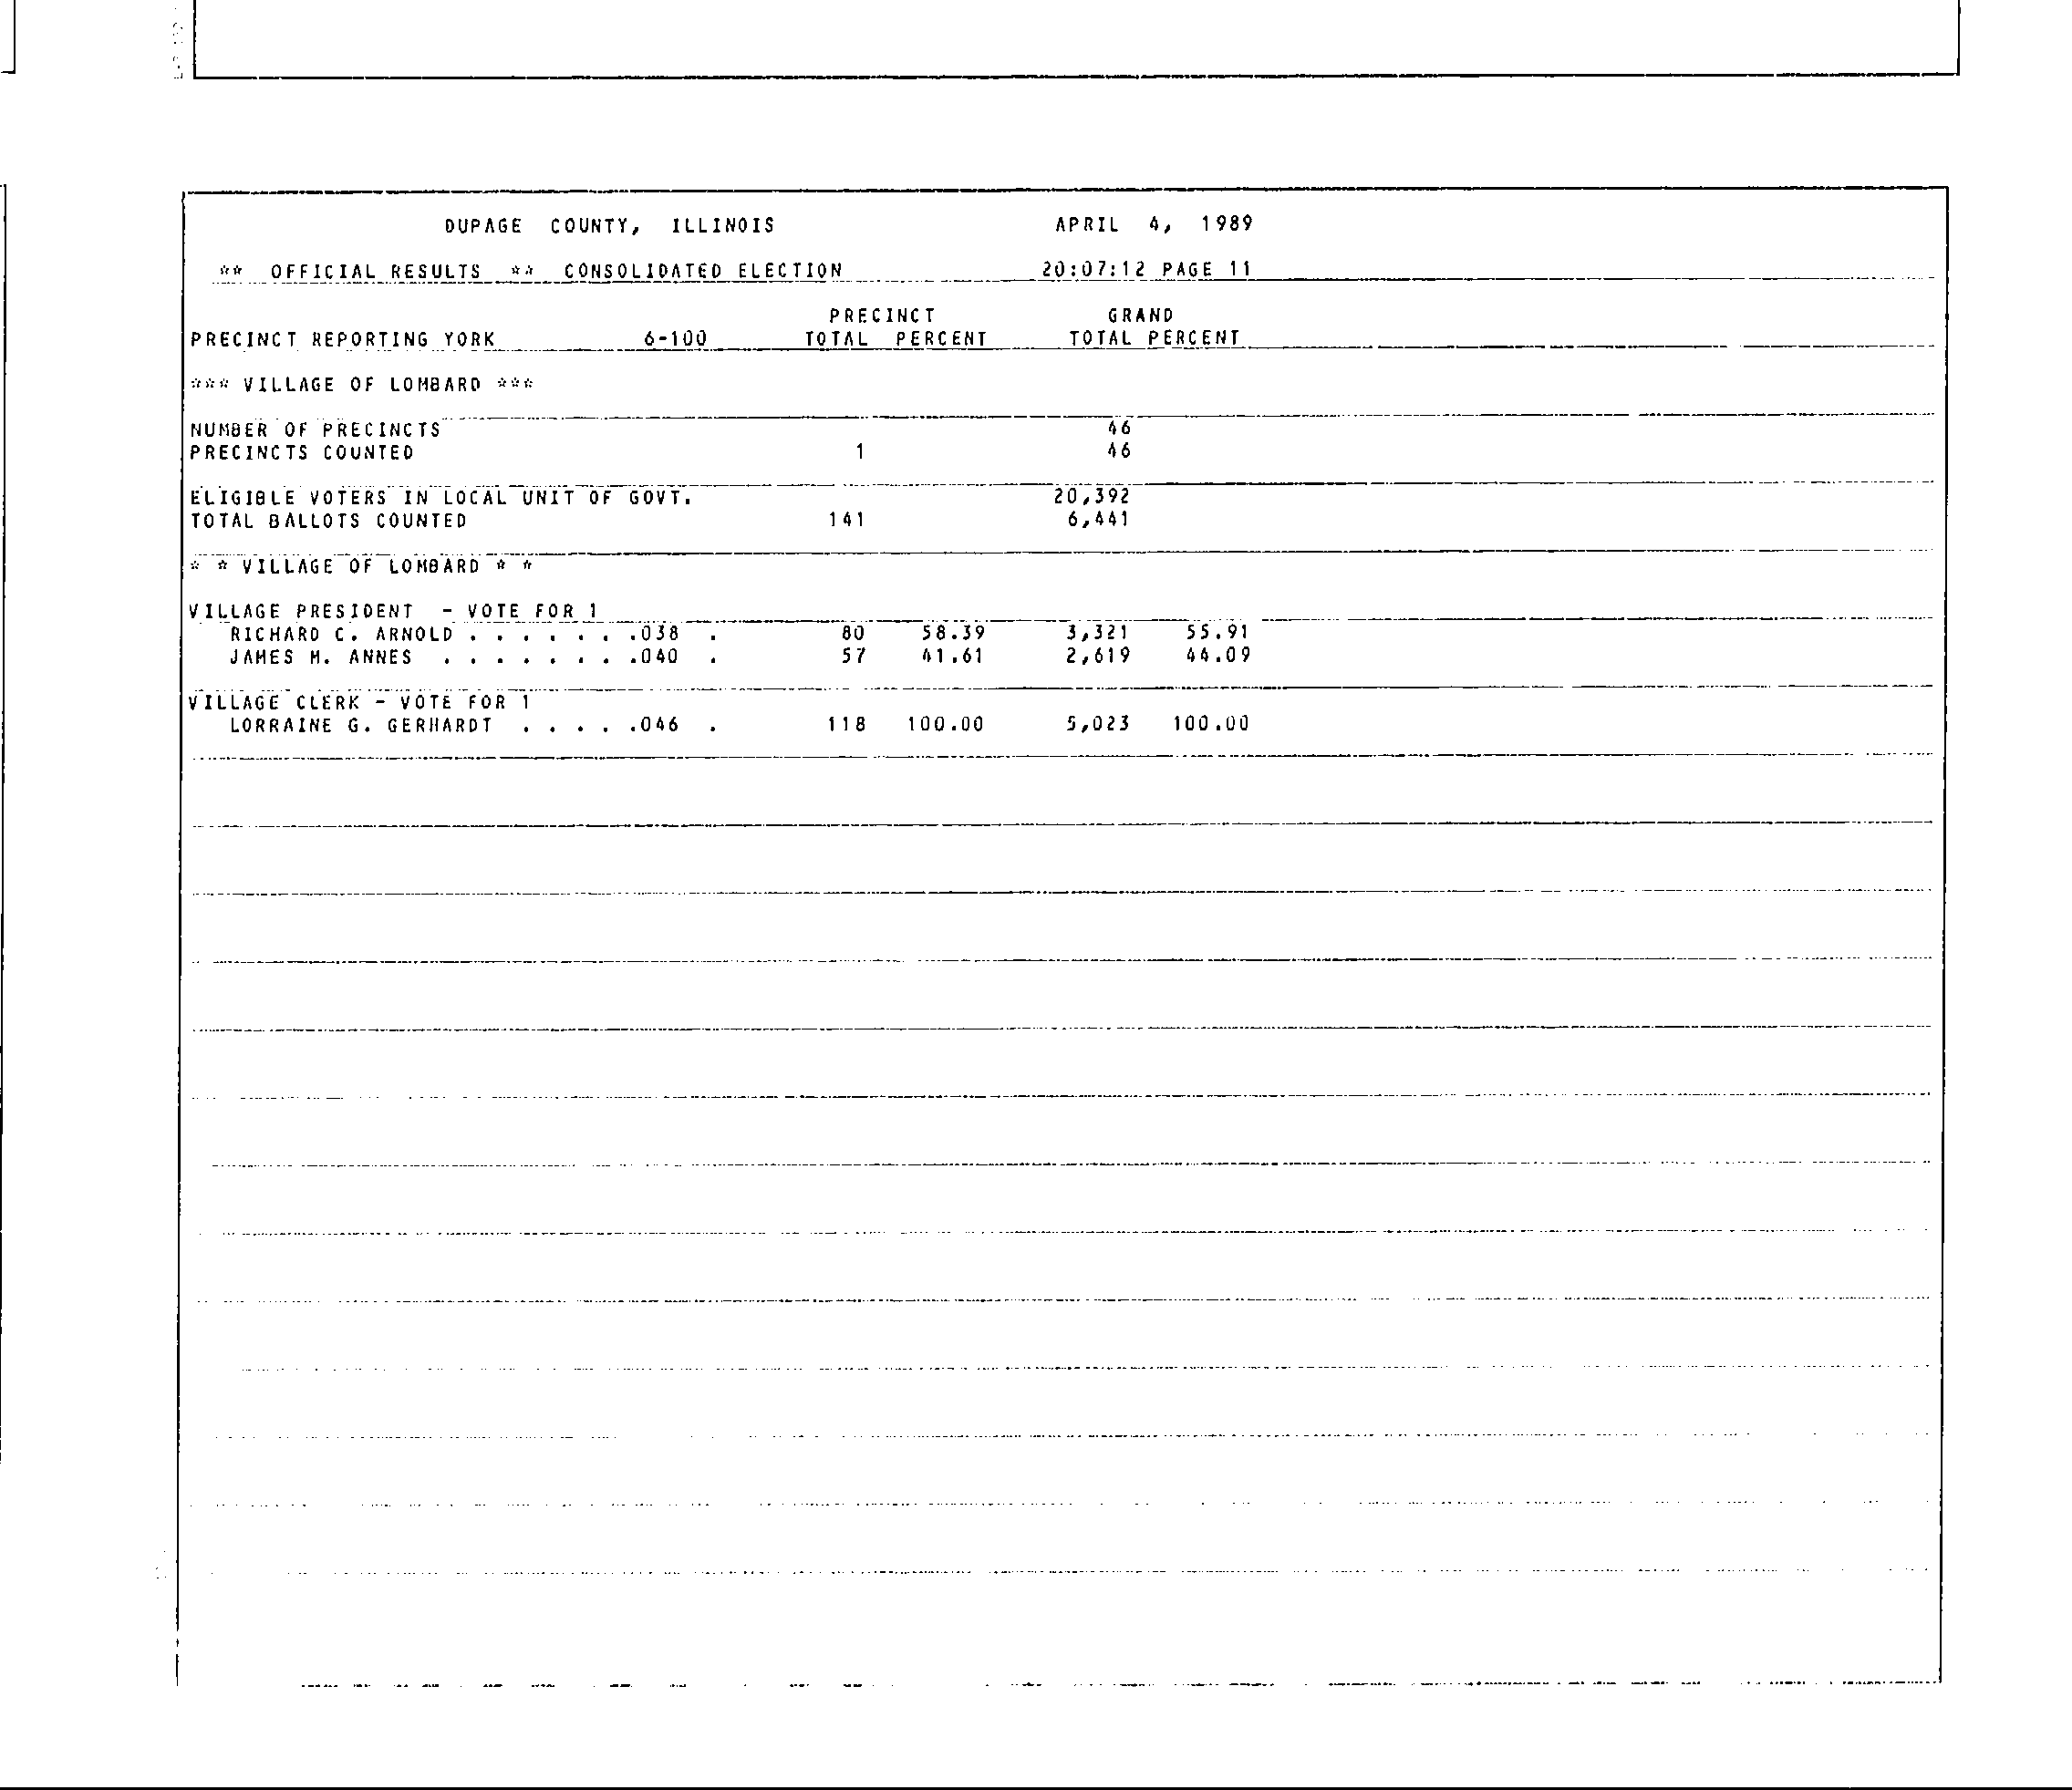 DUPAGE COUNTY, ILLINOIS APRIL 4, 1989
** OFFICIAL RESULTS ** CONSOLIDATED ELECTION 20:07:12 PAGE 11
PRECINCT GRAND
PRECINCT REPORTING YORK 6-100 TOTAL PERCENT TOTAL PERCENT
*** VILLAGE OF LOMBARD ***
NUMBER OF PRECINCTS 46
PRECINCTS COUNTED 1 46
ELIGIBLE VOTERS IN LOCAL UNIT OF GOVT. 20,392
TOTAL BALLOTS COUNTED 141 6,441
* * VILLAGE OF LOMBARD * *
VILLAGE PRESIDENT - VOTE FOR 1
RICHARD C. ARNOLD . . . . . . .038 . 80 58.39 3,321 55.91
JAMES M. ANNES . . . . . . . .040 . 57 41.61 2,619 44.09
VILLAGE CLERK - VOTE FOR 1
LORRAINE G. GERHARDT . . . . .046 . 118 100.00 5,023 100.00